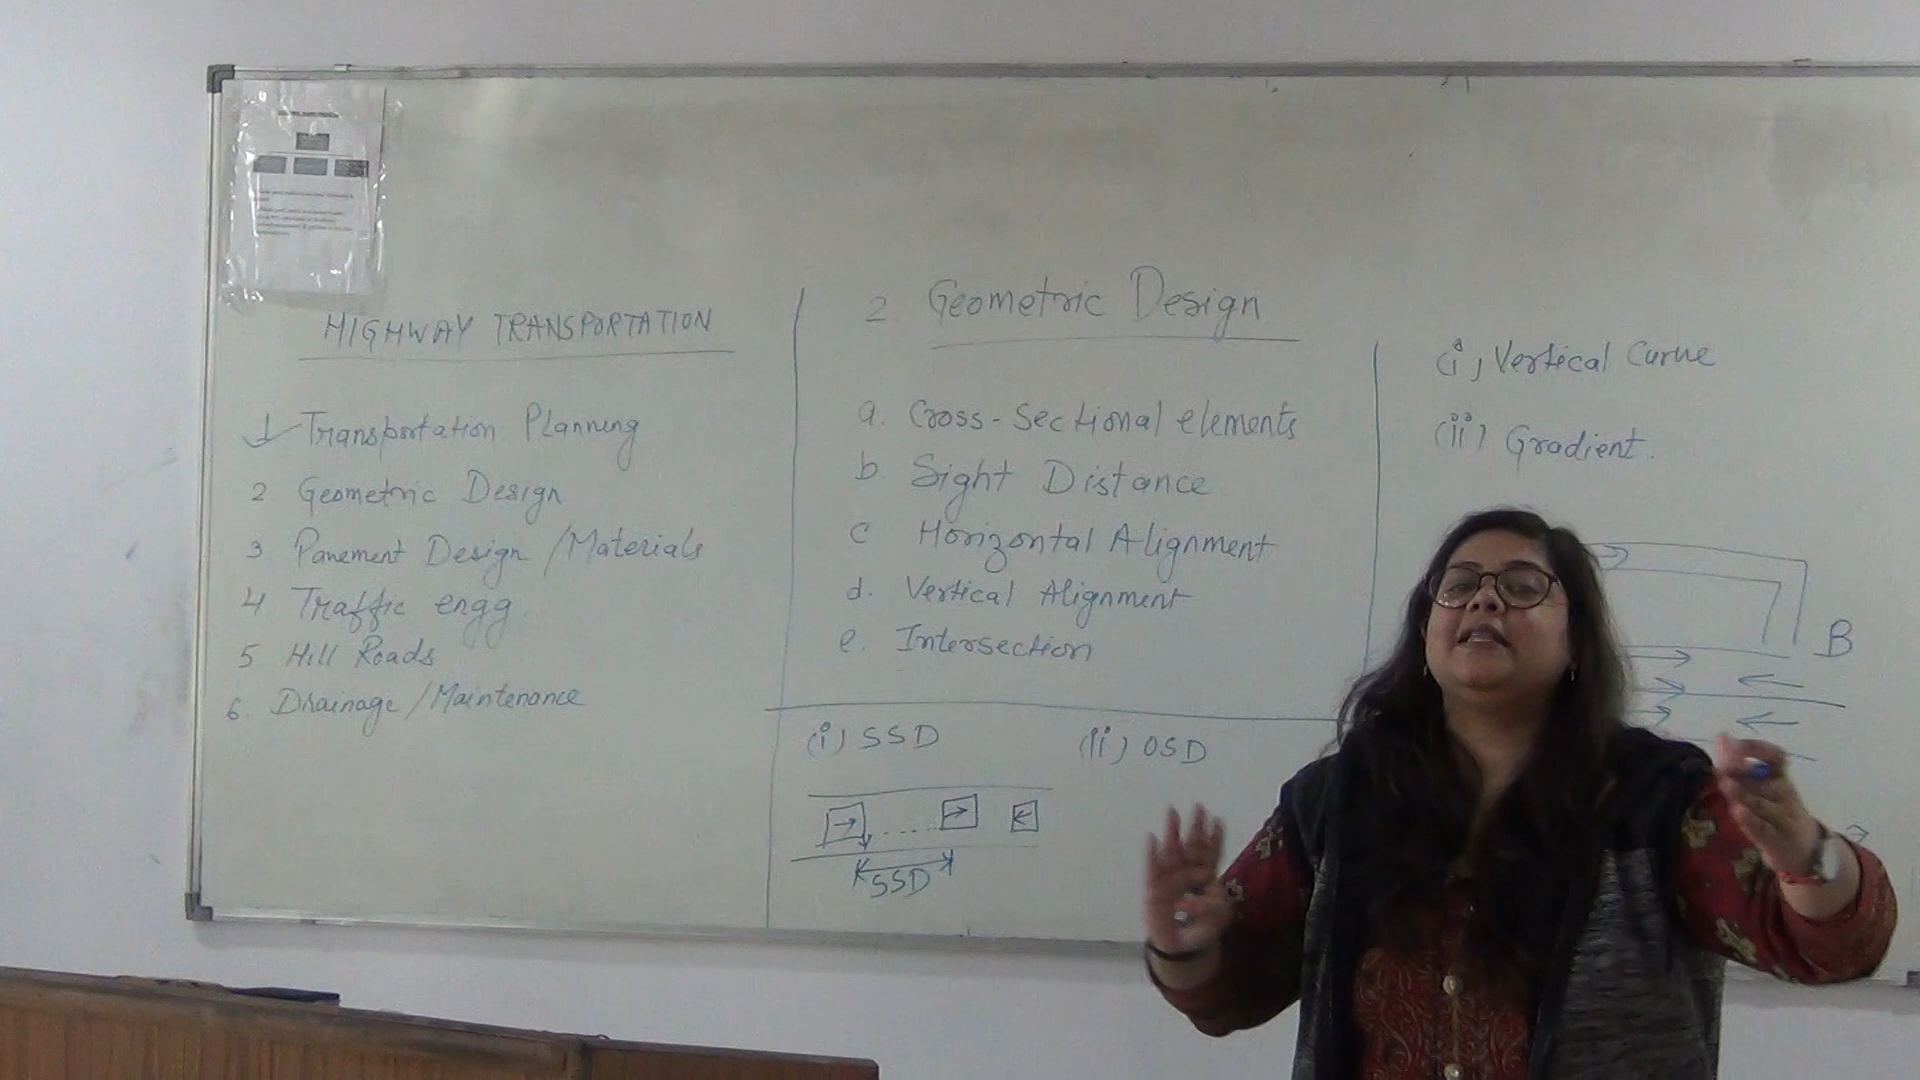 HIGHWAY TRANSPORTATION
1 Transportation Planning
2 Geometric Design
3 Pavement Design / Materials
4 Traffic engg.
5 Hill Roads
6. Drainage / Maintenance
2. Geometric Design
a. Cross-Sectional elements
b. Sight Distance
c Horizontal Alignment
d. Vertical Alignment
e. Intersection
(i) SSD
(ii) OSD
SSD
(i) Vertical Curve
(ii) Gradient.
B